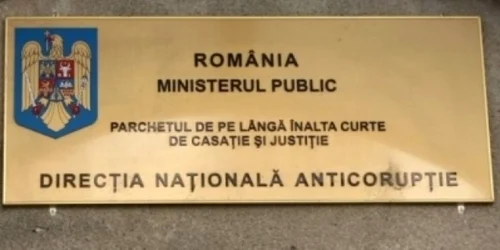 ROMÂNIA
MINISTERUL PUBLIC
PARCHETUL DE PE LÂNGĂ ÎNALTA CURTE
DE CASAŢIE ŞI JUSTIŢIE
DIRECŢIA NAŢIONALĂ ANTICORUPŢIE